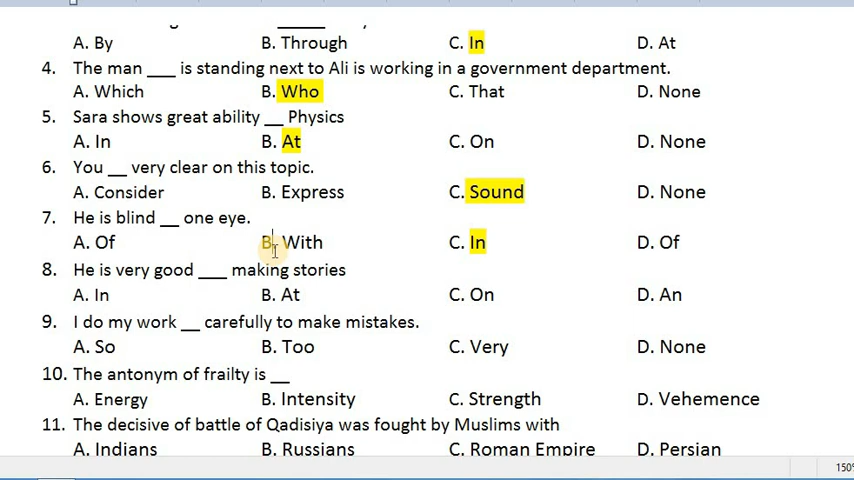 A. By B. Through C. In D. At
4. The man ___ is standing next to Ali is working in a government department.
A. Which B. Who C. That D. None
5. Sara shows great ability __ Physics
A. In B. At C. On D. None
6. You __ very clear on this topic.
A. Consider B. Express C. Sound D. None
7. He is blind __ one eye.
A. Of B. With C. In D. Of
8. He is very good ___ making stories
A. In B. At C. On D. An
9. I do my work __ carefully to make mistakes.
A. So B. Too C. Very D. None
10. The antonym of frailty is __
A. Energy B. Intensity C. Strength D. Vehemence
11. The decisive of battle of Qadisiya was fought by Muslims with
A. Indians B. Russians C. Roman Empire D. Persian